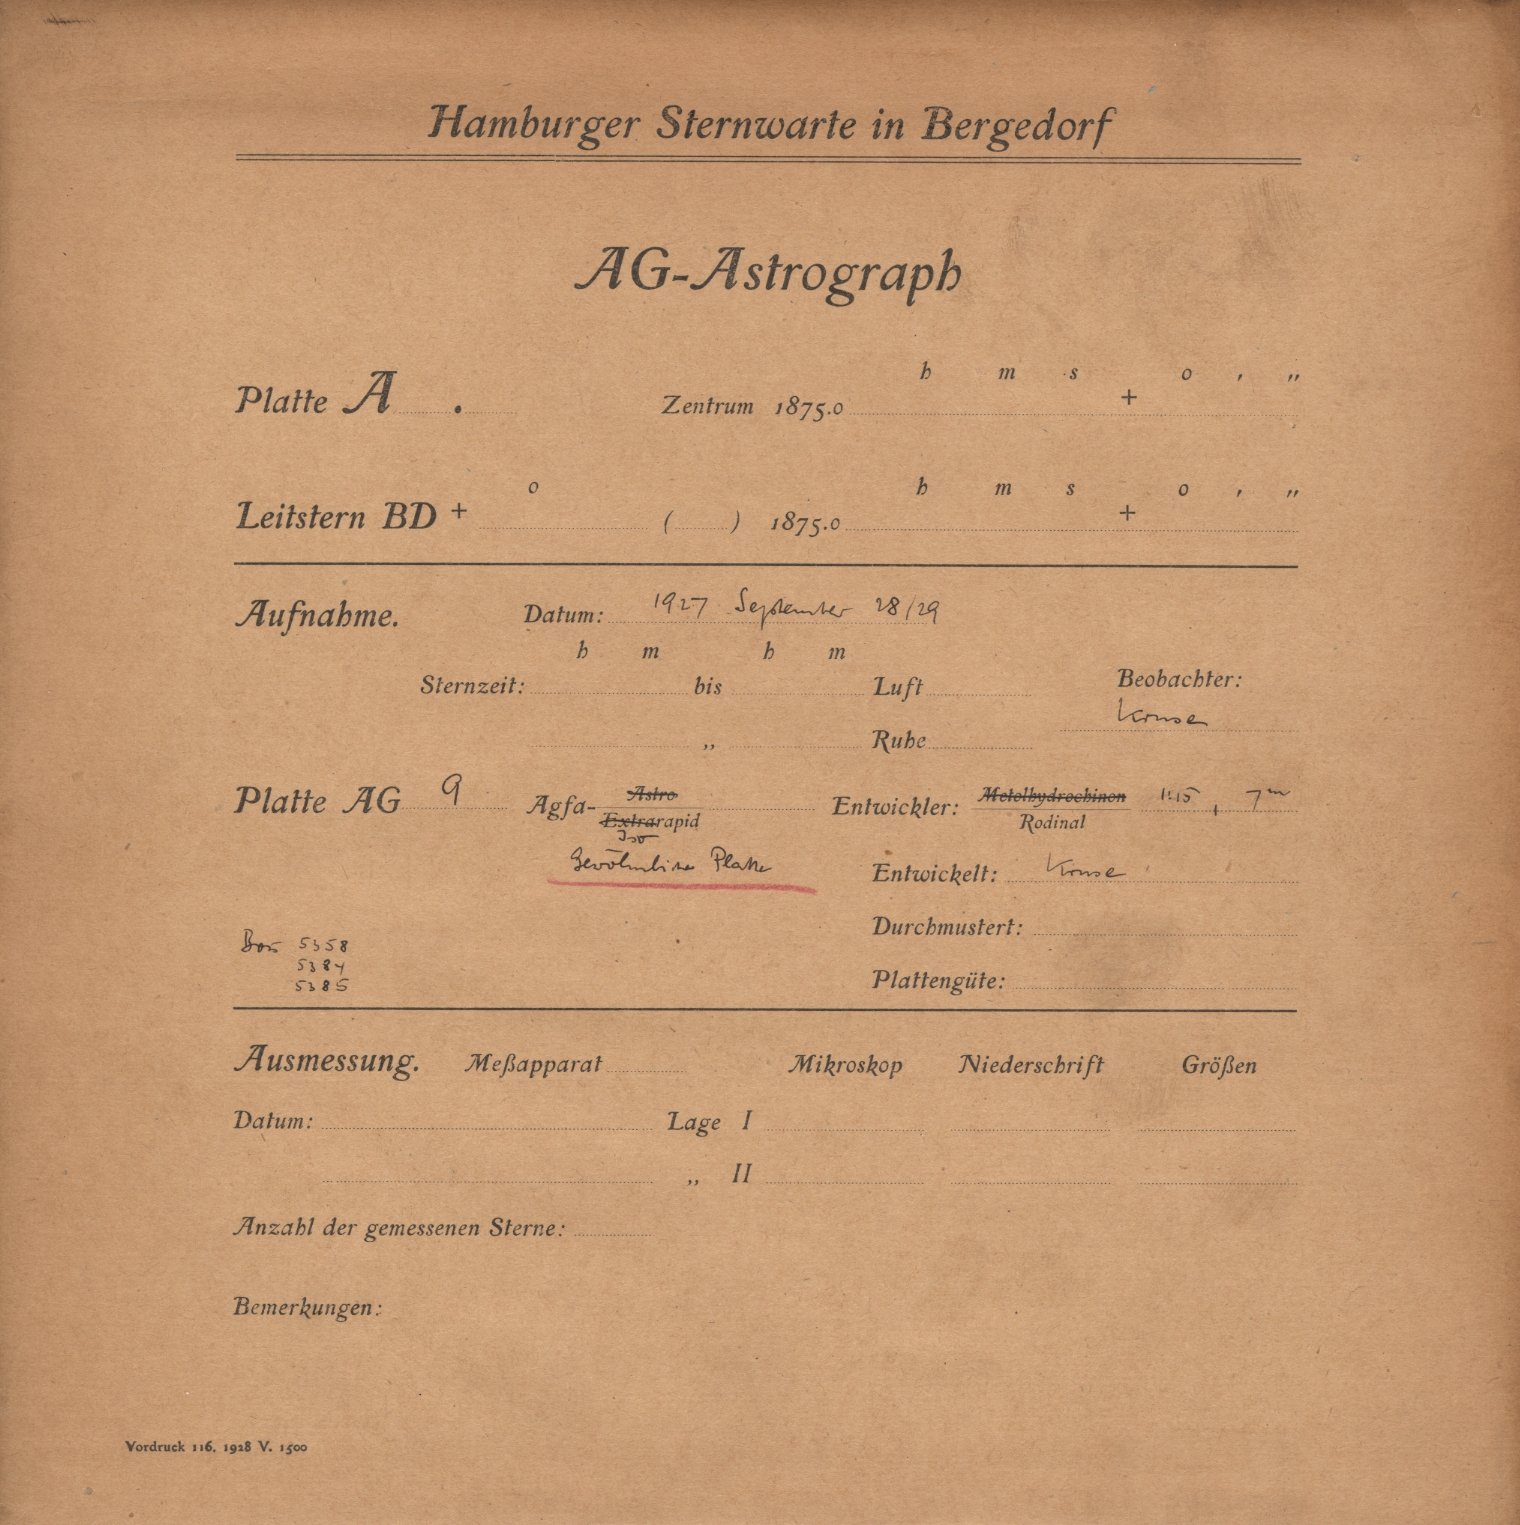 Hamburger Sternwarte in Bergedorf
AG-Astrograph
h m s o , „
Platte A . Zentrum 1875.0 +
o h m s o , „
Leitstern BD + ( ) 1875.0 +
Aufnahme. Datum: 1927 September 28/29
h m h m
Sternzeit: bis Luft Beobachter:
Kruse
„ Ruhe
Platte AG 9 Agfa- Astro Entwickler: Metolhydrochinon 1:15, 7m
Extrarapid Rodinal
Iso
Gewöhnliche Platte
Entwickelt: Kruse
Durchmustert:
Bos 5358
5384
5385
Plattengüte:
Ausmessung. Meßapparat Mikroskop Niederschrift Größen
Datum: Lage I
„ II
Anzahl der gemessenen Sterne:
Bemerkungen:
Vordruck 116. 1928 V. 1500